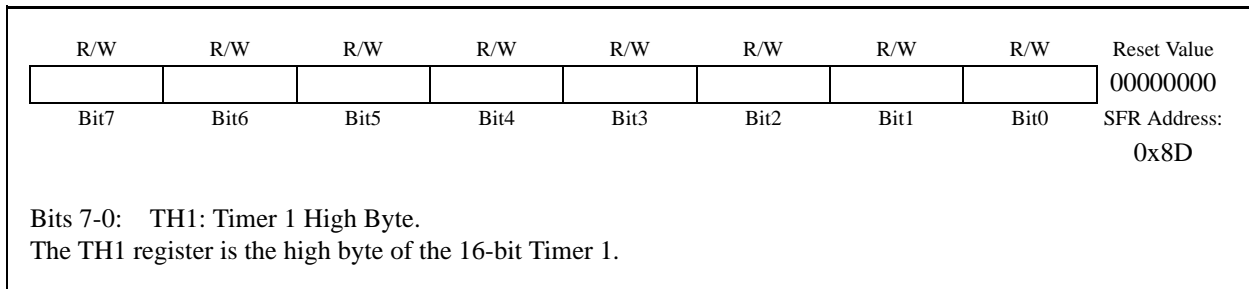 R/W R/W R/W R/W R/W R/W R/W R/W Reset Value
00000000
Bit7 Bit6 Bit5 Bit4 Bit3 Bit2 Bit1 Bit0 SFR Address:
0x8D
Bits 7-0: TH1: Timer 1 High Byte.
The TH1 register is the high byte of the 16-bit Timer 1.